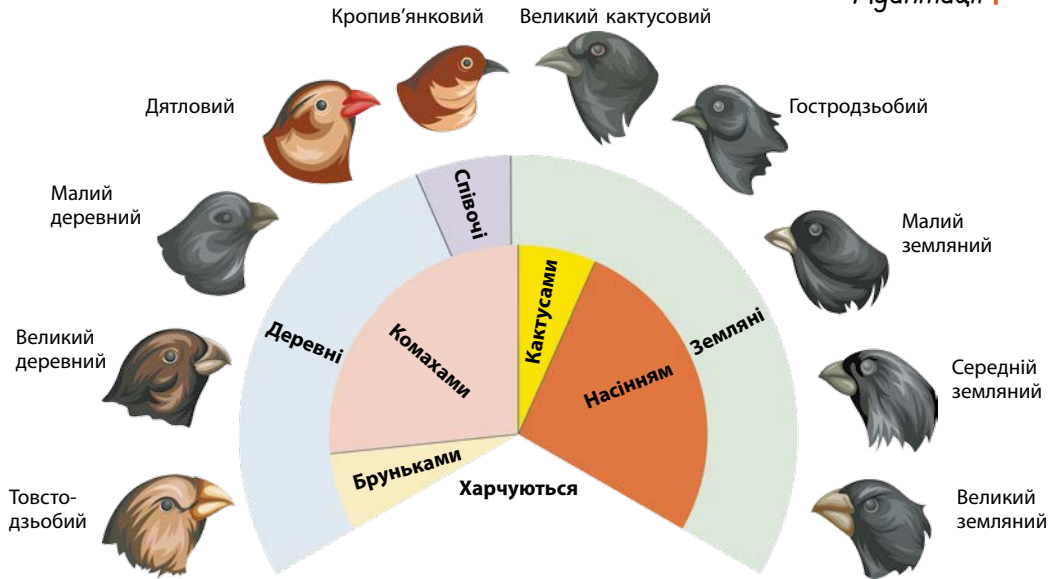 Адаптації
Кропив'янковий
Великий кактусовий
Дятловий
Гостродзьобий
Малий
деревний
Малий
земляний
Великий
деревний
Середній
земляний
Товсто-
дзьобий
Великий
земляний
Деревні
Співочі
Земляні
Комахами
Кактусами
Насінням
Бруньками
Харчуються